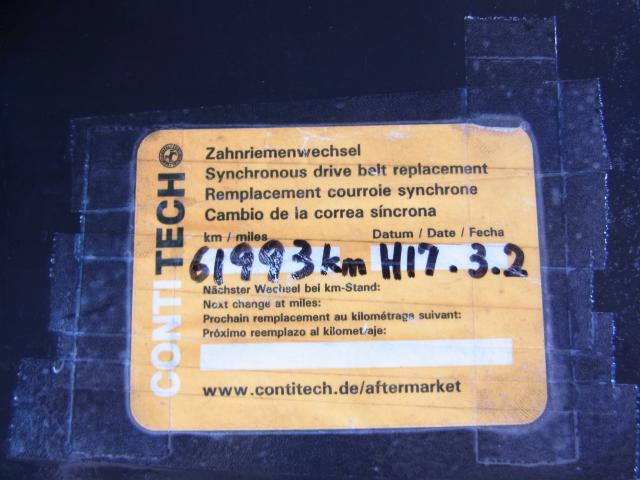 CONTITECH
Zahnriemenwechsel
Synchronous drive belt replacement
Remplacement courroie synchrone
Cambio de la correa síncrona
km / miles Datum / Date / Fecha
61993km H17.3.2
Nächster Wechsel bei km-Stand:
Next change at miles:
Prochain remplacement au kilométrage suivant:
Próximo reemplazo al kilometraje:
www.contitech.de/aftermarket